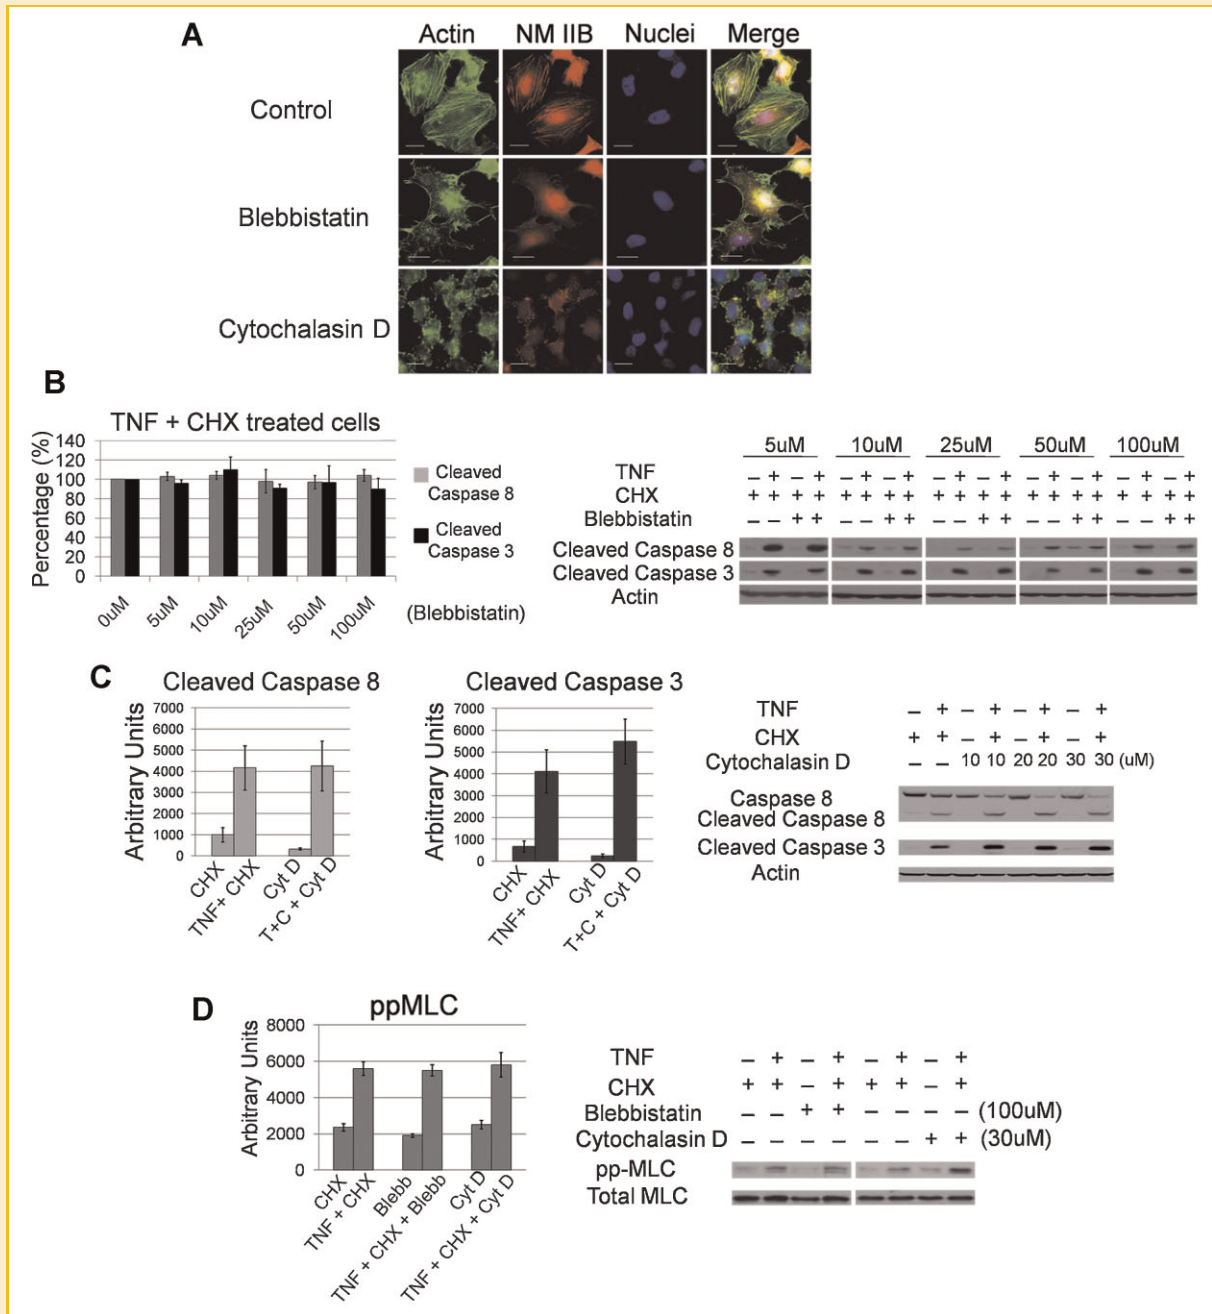 A
Actin NM IIB Nuclei Merge
Control
Blebbistatin
Cytochalasin D
B
TNF + CHX treated cells
Percentage (%)
140
120
100
80
60
40
20
0
0uM 5uM 10uM 25uM 50uM 100uM
(Blebbistatin)
Cleaved
Caspase 8
Cleaved
Caspase 3
5uM 10uM 25uM 50uM 100uM
TNF – + – + – + – + – + – + – + – + – + – +
CHX + + + + + + + + + + + + + + + + + + + +
Blebbistatin – – + + – – + + – – + + – – + + – – + +
Cleaved Caspase 8
Cleaved Caspase 3
Actin
C
Cleaved Caspase 8
Arbitrary Units
7000
6000
5000
4000
3000
2000
1000
0
CHX
TNF+ CHX
Cyt D
T+C + Cyt D
Cleaved Caspase 3
Arbitrary Units
7000
6000
5000
4000
3000
2000
1000
0
CHX
TNF+ CHX
Cyt D
T+C + Cyt D
TNF – + – + – + – +
CHX + + – + – + – +
Cytochalasin D – – 10 10 20 20 30 30 (uM)
Caspase 8
Cleaved Caspase 8
Cleaved Caspase 3
Actin
D
ppMLC
Arbitrary Units
8000
6000
4000
2000
0
CHX
TNF + CHX
Blebb
TNF + CHX + Blebb
Cyt D
TNF + CHX + Cyt D
TNF – + – + – + – +
CHX + + – + + + – +
Blebbistatin – – + + – – – – (100uM)
Cytochalasin D – – – – – – + + (30uM)
pp-MLC
Total MLC